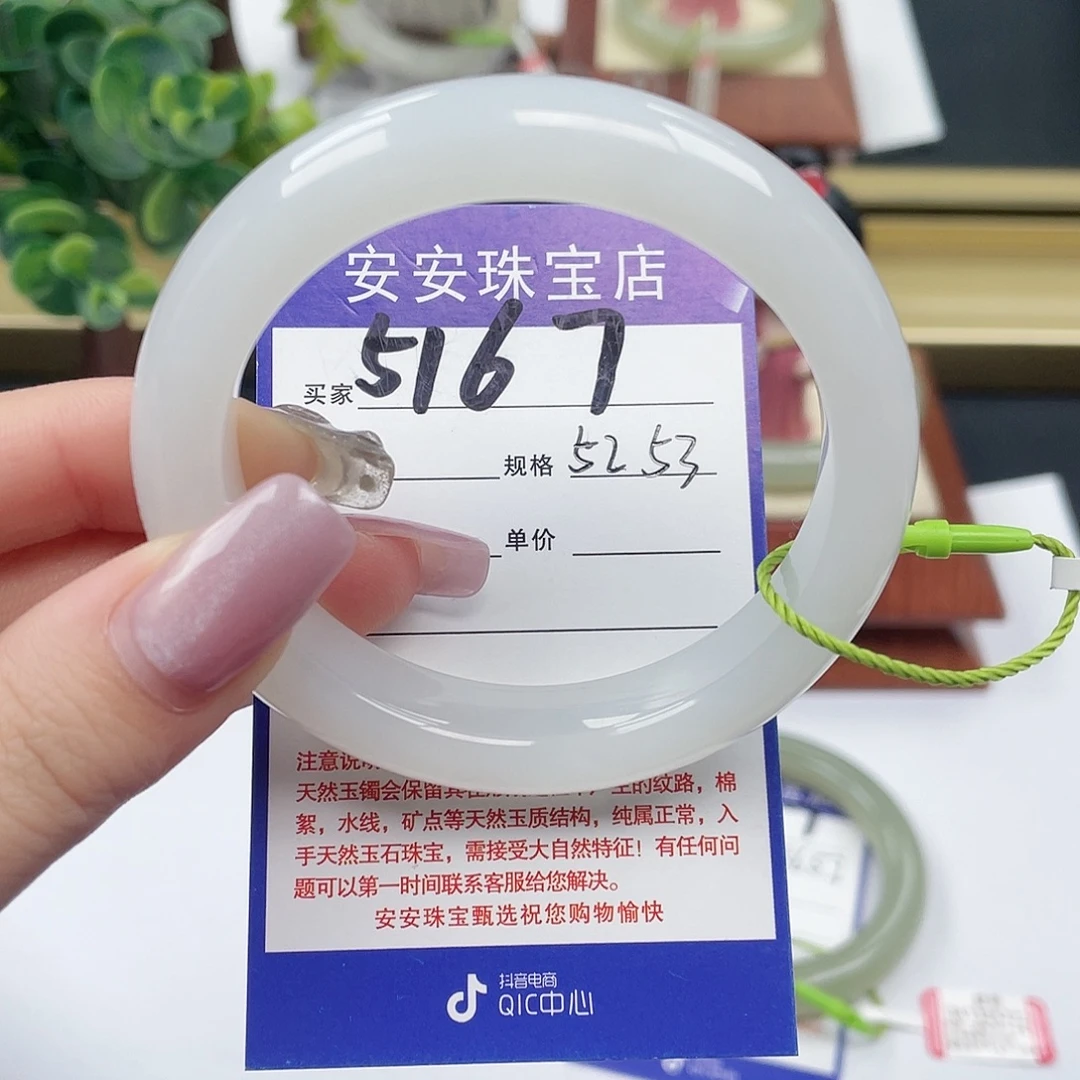 安安珠宝店
买家 5167
规格 52 53
单价
注意说
天然玉镯会保留其在形 生的纹路，棉
絮，水线，矿点等天然玉质结构，纯属正常，入
手天然玉石珠宝，需接受大自然特征！有任何问
题可以第一时间联系客服给您解决。
安安珠宝甄选祝您购物愉快
抖音电商
QIC中心